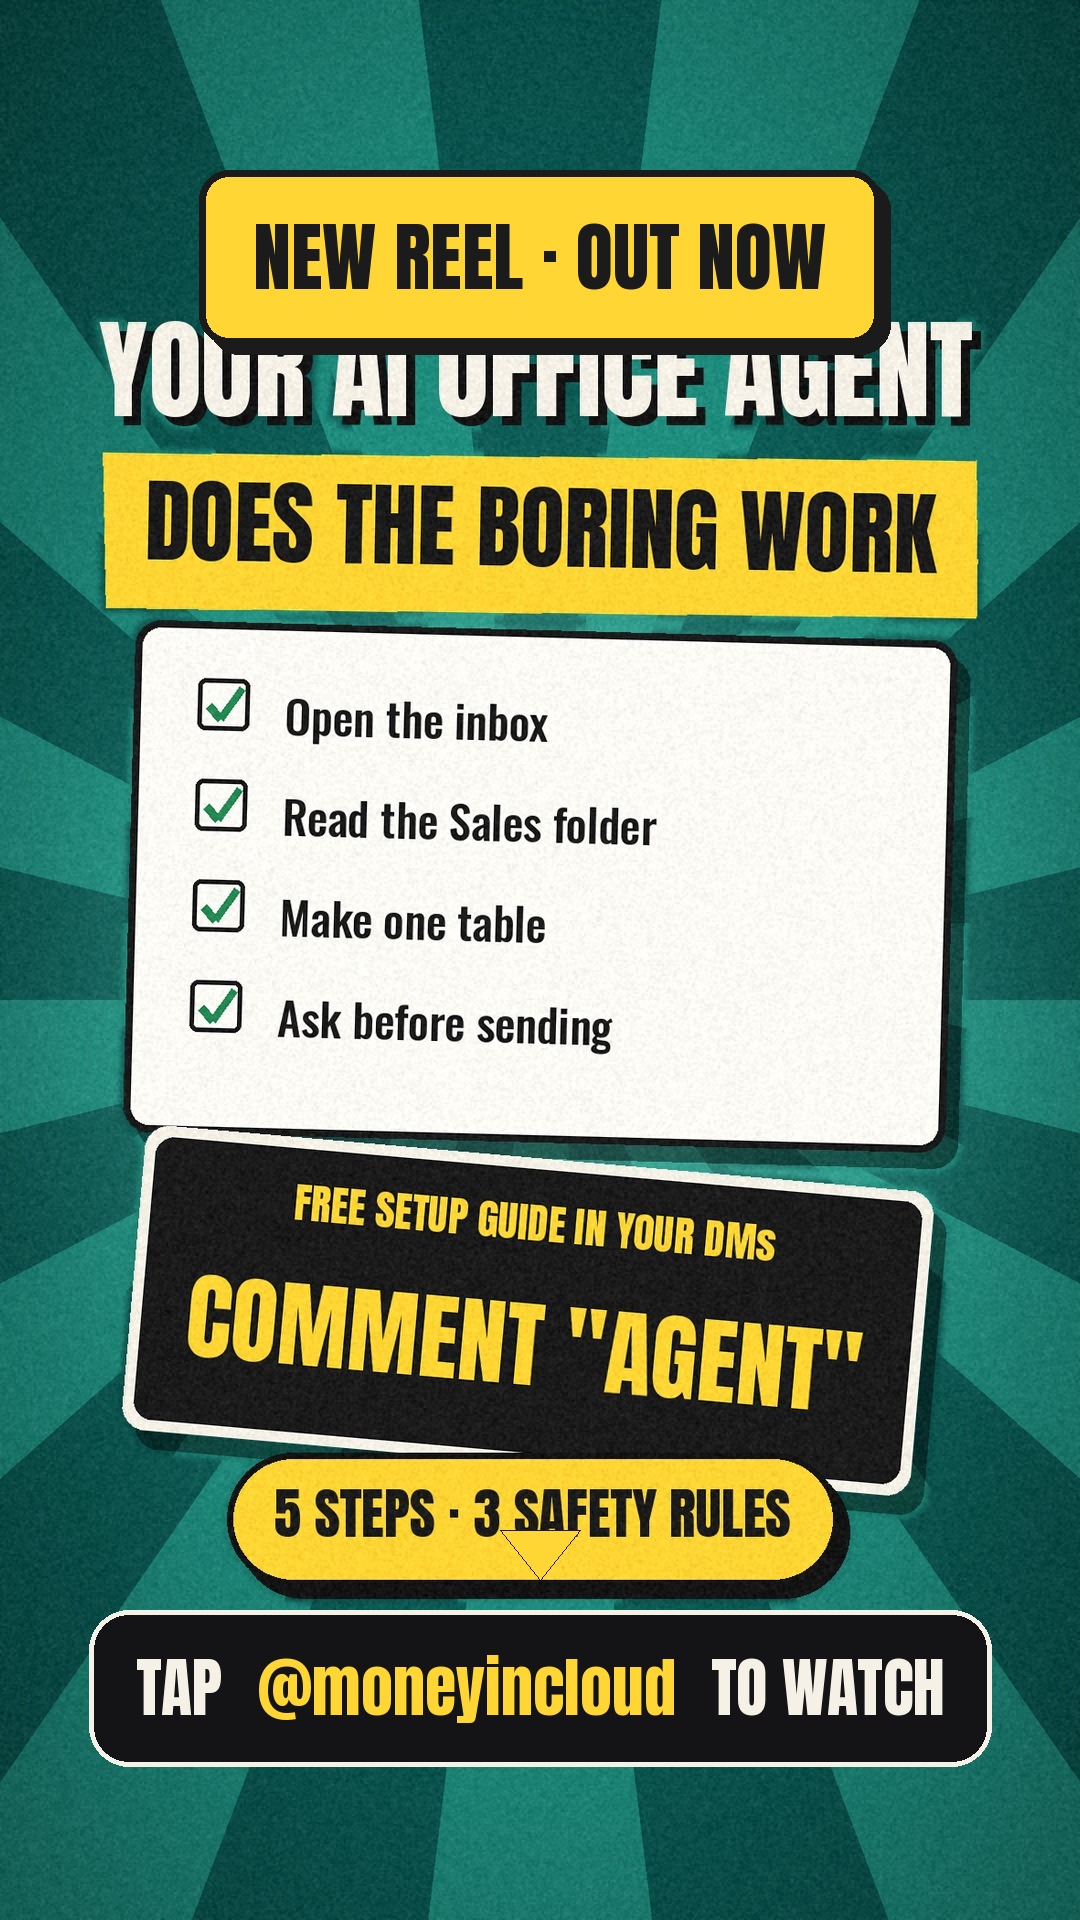 NEW REEL · OUT NOW
YOUR AI OFFICE AGENT
DOES THE BORING WORK
Open the inbox
Read the Sales folder
Make one table
Ask before sending
FREE SETUP GUIDE IN YOUR DMs
COMMENT "AGENT"
5 STEPS · 3 SAFETY RULES
TAP @moneyincloud TO WATCH